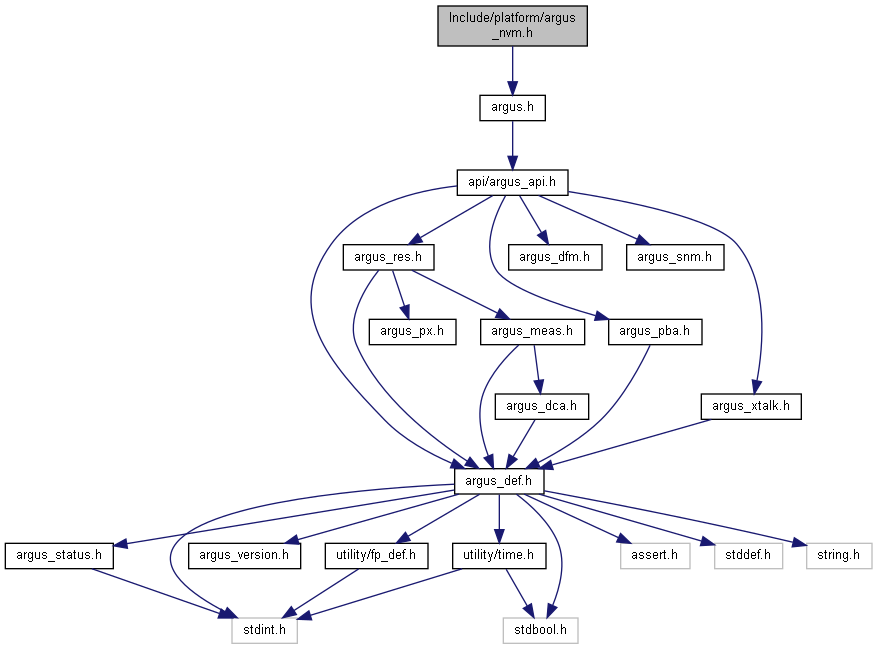 Include/platform/argus
_nvm.h
argus.h
api/argus_api.h
argus_res.h
argus_dfm.h
argus_snm.h
argus_px.h
argus_meas.h
argus_pba.h
argus_dca.h
argus_xtalk.h
argus_def.h
argus_status.h
argus_version.h
utility/fp_def.h
utility/time.h
assert.h
stddef.h
string.h
stdint.h
stdbool.h